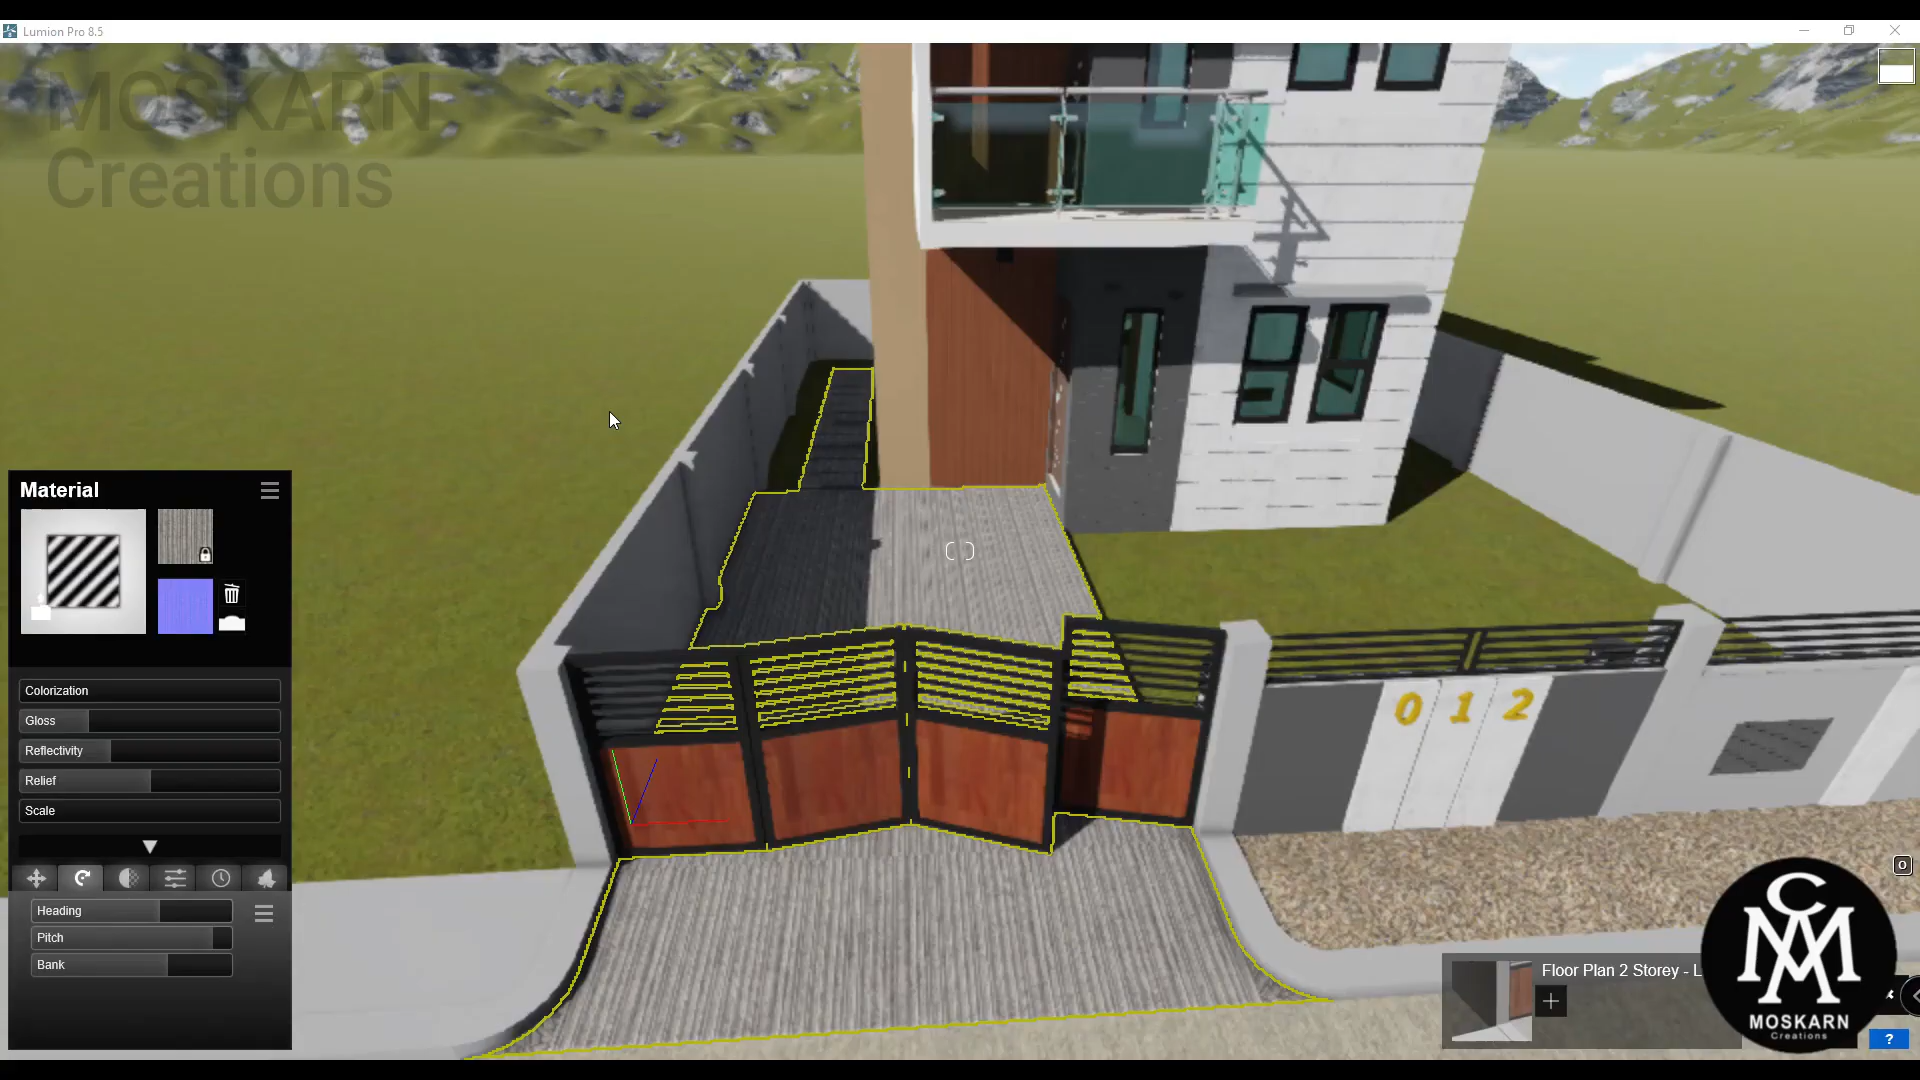 Lumion Pro 8.5
MOSKARN
Creations
Material
Colorization
Gloss
Reflectivity
Relief
Scale
Heading
Pitch
Bank
0 1 2
O
Floor Plan 2 Storey - L
CM
MOSKARN
Creations
?